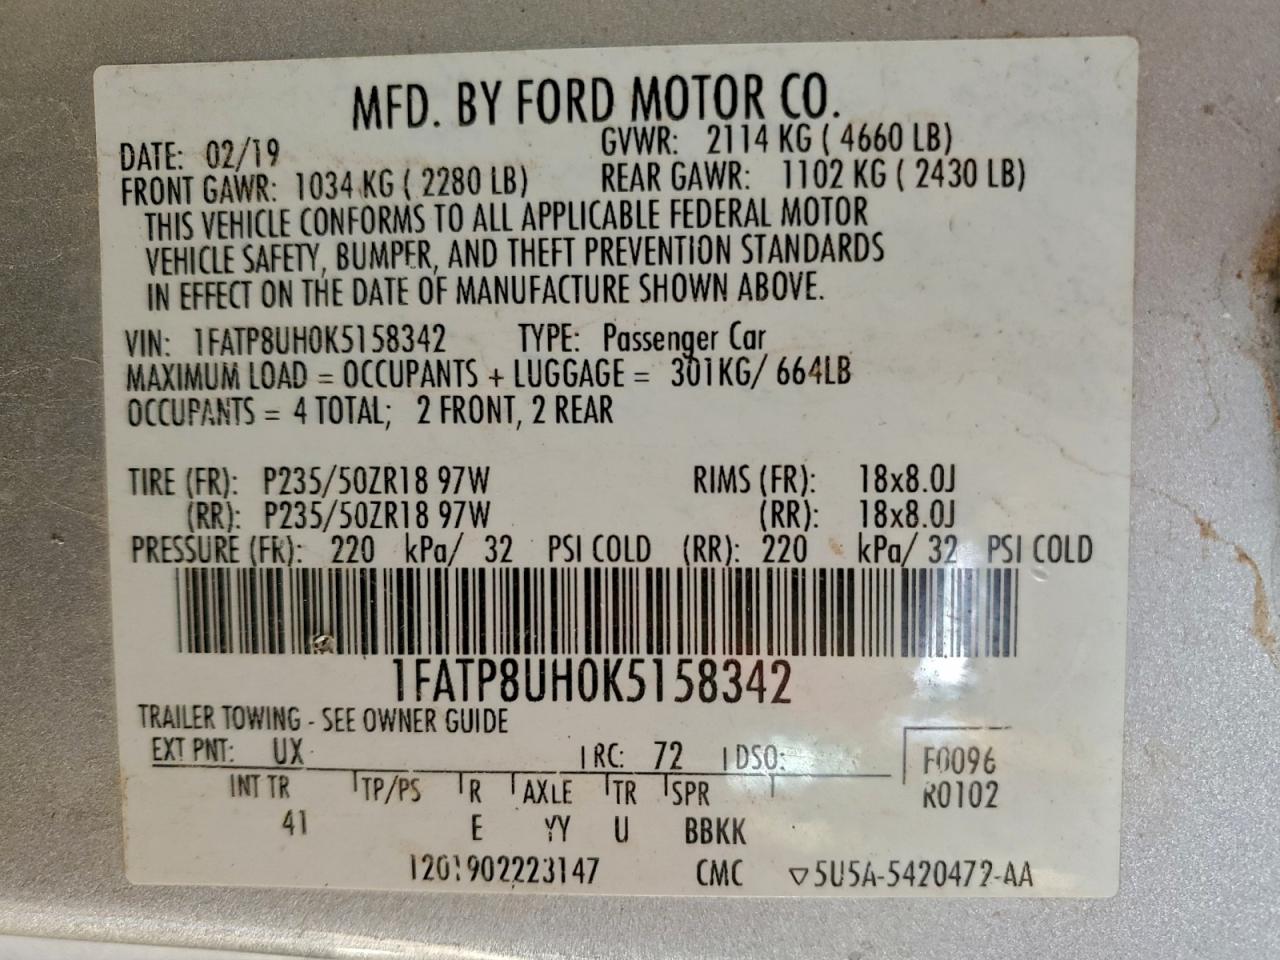 MFD. BY FORD MOTOR CO.
DATE: 02/19 GVWR: 2114 KG ( 4660 LB)
FRONT GAWR: 1034 KG ( 2280 LB) REAR GAWR: 1102 KG ( 2430 LB)
THIS VEHICLE CONFORMS TO ALL APPLICABLE FEDERAL MOTOR
VEHICLE SAFETY, BUMPER, AND THEFT PREVENTION STANDARDS
IN EFFECT ON THE DATE OF MANUFACTURE SHOWN ABOVE.
VIN: 1FATP8UH0K5158342 TYPE: Passenger Car
MAXIMUM LOAD = OCCUPANTS + LUGGAGE = 301KG/ 664LB
OCCUPANTS = 4 TOTAL; 2 FRONT, 2 REAR
TIRE (FR): P235/50ZR18 97W RIMS (FR): 18x8.0J
(RR): P235/50ZR18 97W (RR): 18x8.0J
PRESSURE (FR): 220 kPa/ 32 PSI COLD (RR): 220 kPa/ 32 PSI COLD
1FATP8UH0K5158342
TRAILER TOWING - SEE OWNER GUIDE
EXT PNT: UX RC: 72 DSO: F0096
INT TR TP/PS R AXLE TR SPR R0102
41 E YY U BBKK
1201902223147 CMC ▽5U5A-5420472-AA